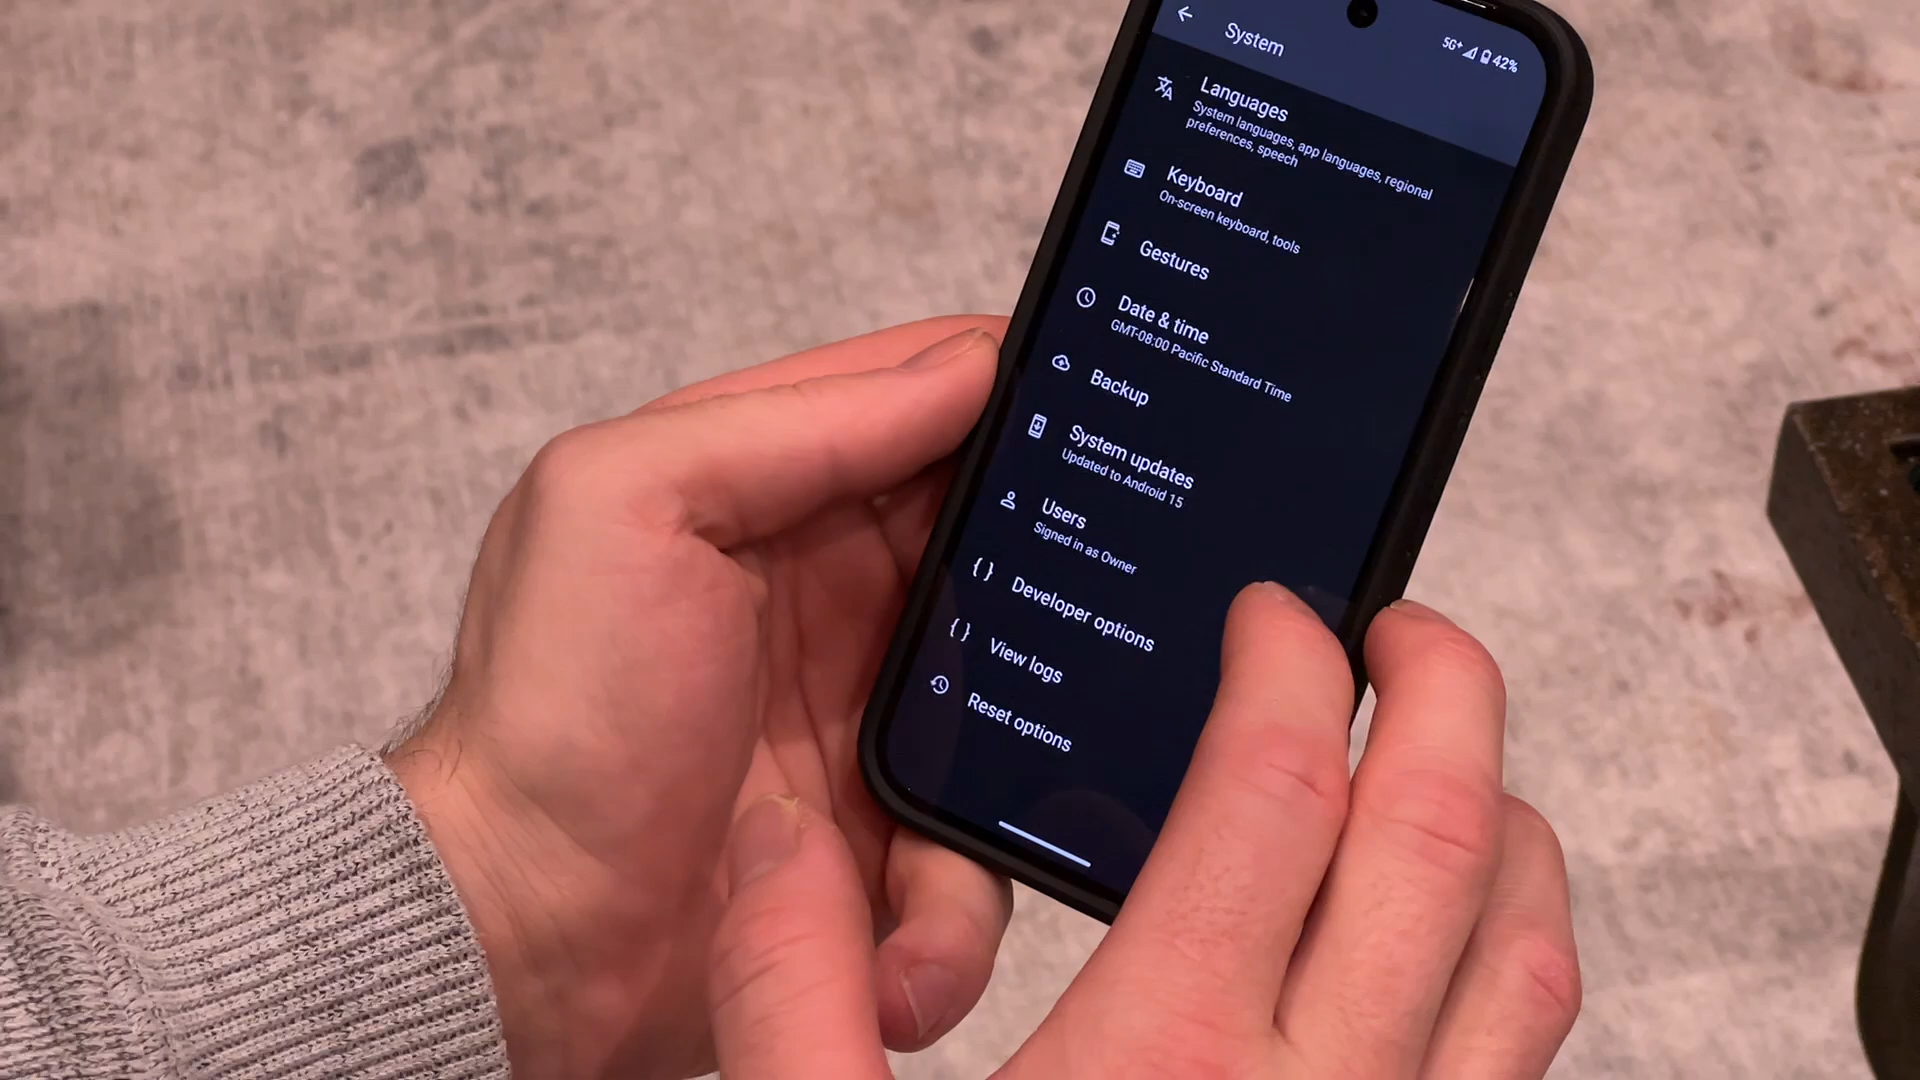 System
5G+ 42%
Languages
System languages, app languages, regional
preferences, speech
Keyboard
On-screen keyboard, tools
Gestures
Date & time
GMT-08:00 Pacific Standard Time
Backup
System updates
Updated to Android 15
Users
Signed in as Owner
Developer options
View logs
Reset options